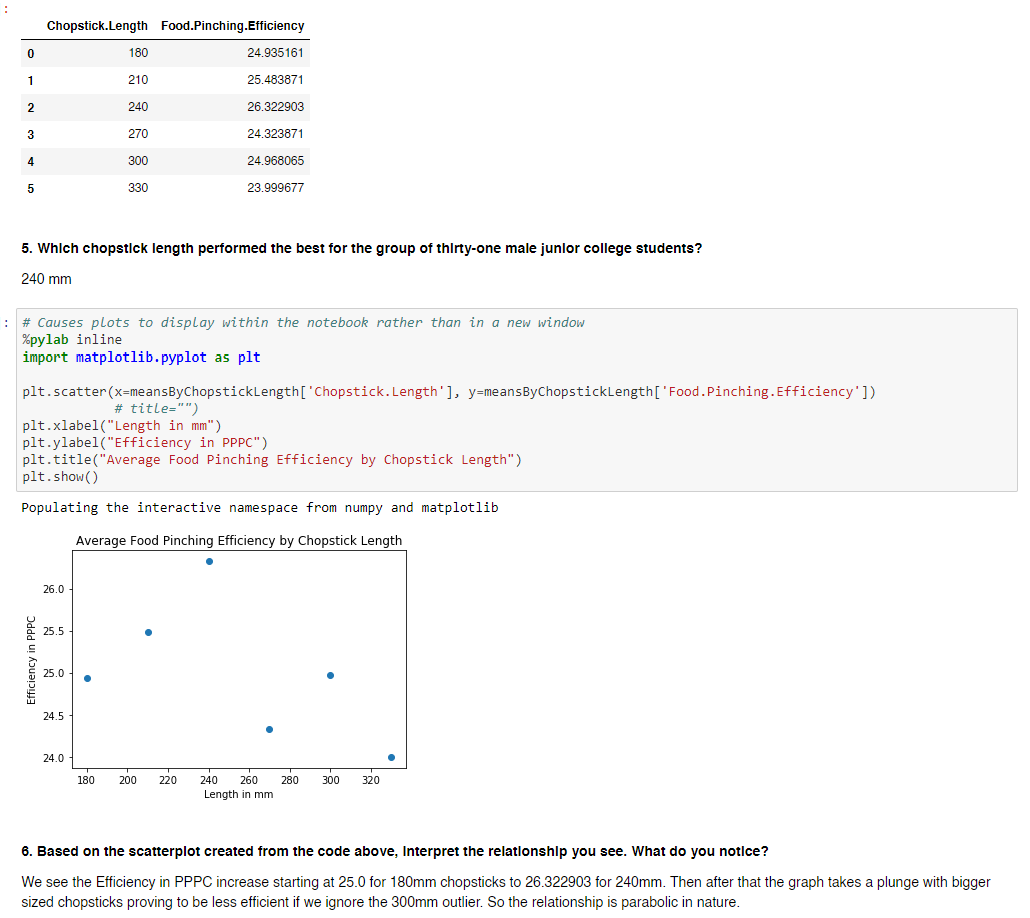 :
Chopstick.Length Food.Pinching.Efficiency
0 180 24.935161
1 210 25.483871
2 240 26.322903
3 270 24.323871
4 300 24.968065
5 330 23.999677
5. Which chopstick length performed the best for the group of thirty-one male junior college students?
240 mm
:
# Causes plots to display within the notebook rather than in a new window
%pylab inline
import matplotlib.pyplot as plt
plt.scatter(x=meansByChopstickLength['Chopstick.Length'], y=meansByChopstickLength['Food.Pinching.Efficiency'])
# title="")
plt.xlabel("Length in mm")
plt.ylabel("Efficiency in PPPC")
plt.title("Average Food Pinching Efficiency by Chopstick Length")
plt.show()
Populating the interactive namespace from numpy and matplotlib
Average Food Pinching Efficiency by Chopstick Length
Efficiency in PPPC
26.0
25.5
25.0
24.5
24.0
180 200 220 240 260 280 300 320
Length in mm
6. Based on the scatterplot created from the code above, interpret the relationship you see. What do you notice?
We see the Efficiency in PPPC increase starting at 25.0 for 180mm chopsticks to 26.322903 for 240mm. Then after that the graph takes a plunge with bigger
sized chopsticks proving to be less efficient if we ignore the 300mm outlier. So the relationship is parabolic in nature.